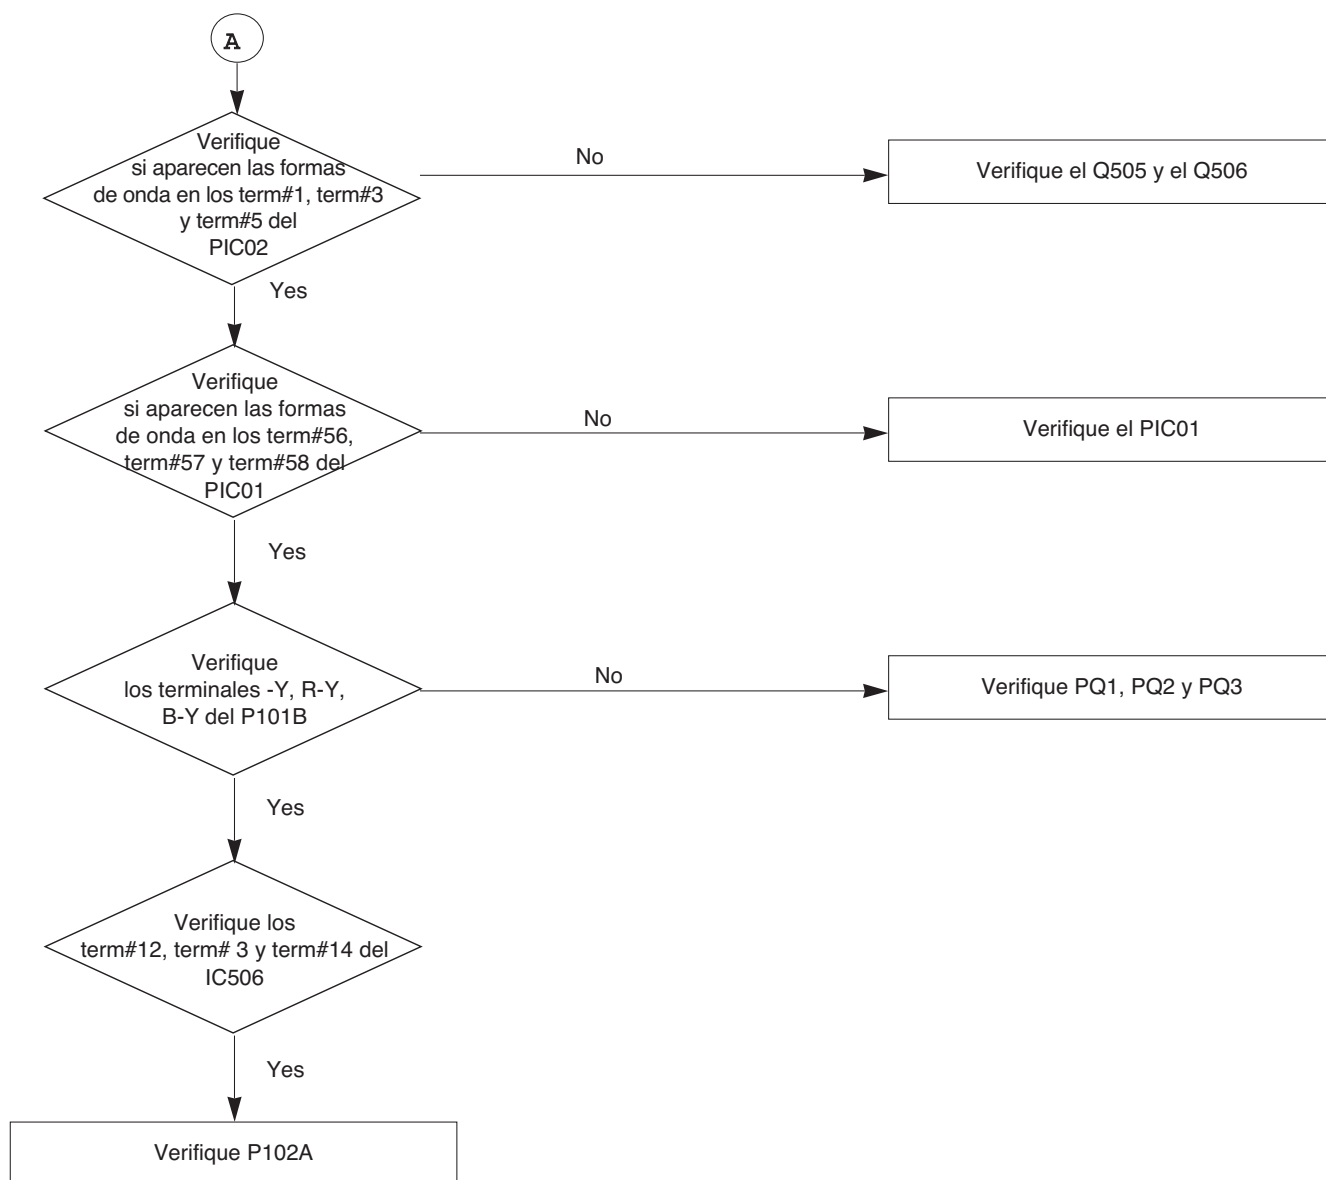 A
Verifique
si aparecen las formas
de onda en los term#1, term#3
y term#5 del
PIC02
No
Verifique el Q505 y el Q506
Yes
Verifique
si aparecen las formas
de onda en los term#56,
term#57 y term#58 del
PIC01
No
Verifique el PIC01
Yes
Verifique
los terminales -Y, R-Y,
B-Y del P101B
No
Verifique PQ1, PQ2 y PQ3
Yes
Verifique los
term#12, term# 3 y term#14 del
IC506
Yes
Verifique P102A